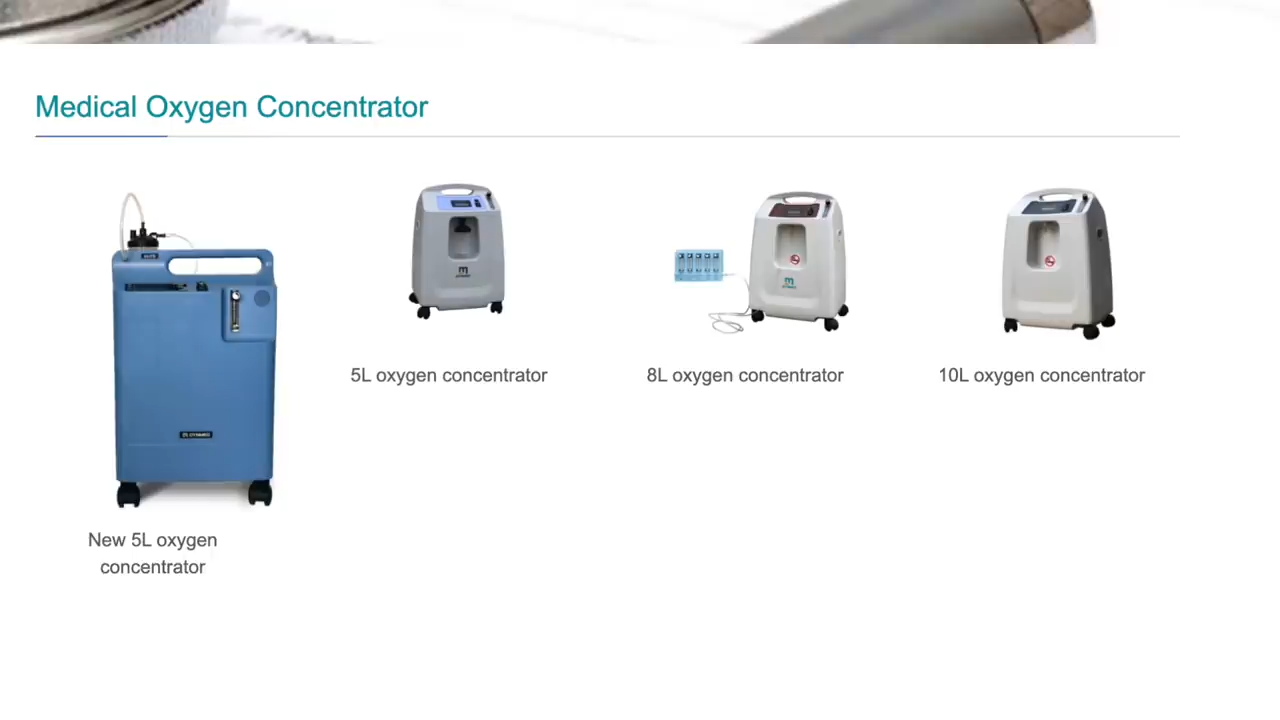 Medical Oxygen Concentrator
5L oxygen concentrator
8L oxygen concentrator
10L oxygen concentrator
New 5L oxygen
concentrator